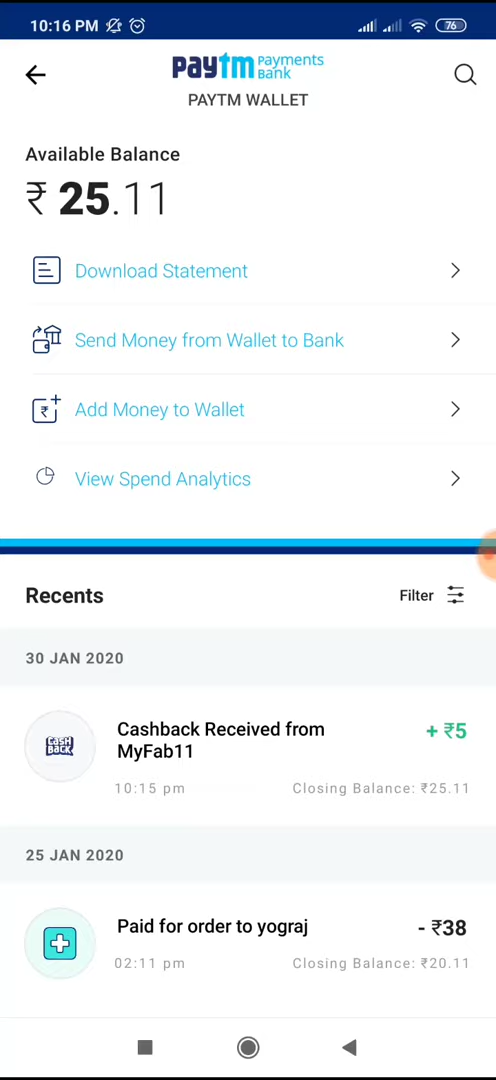 10:16 PM
76
paytm Payments
Bank
PAYTM WALLET
Available Balance
₹ 25.11
Download Statement
Send Money from Wallet to Bank
₹
Add Money to Wallet
View Spend Analytics
Recents
Filter
30 JAN 2020
CASH
BACK
Cashback Received from
MyFab11
+ ₹5
10:15 pm
Closing Balance: ₹25.11
25 JAN 2020
Paid for order to yograj
- ₹38
02:11 pm
Closing Balance: ₹20.11